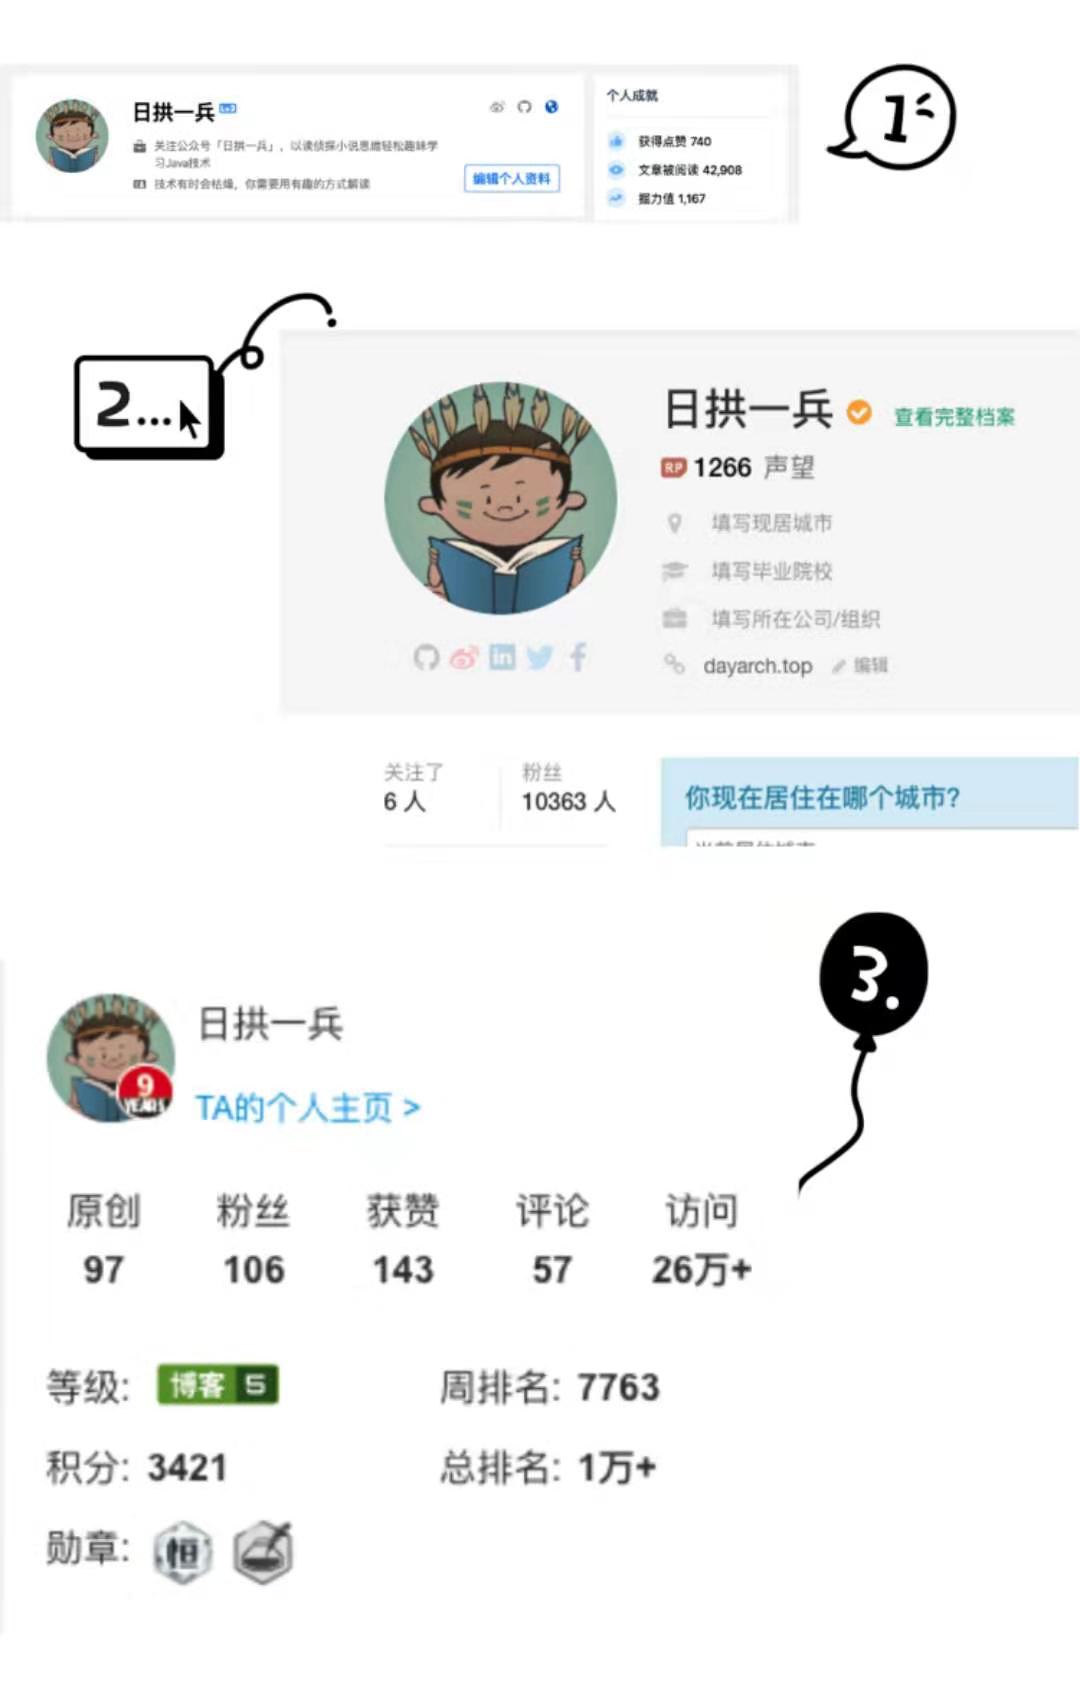 日拱一兵
关注公众号「日拱一兵」，以读侦探小说思维轻松趣味学
习Java技术
技术有时会枯燥，你需要用有趣的方式解读
编辑个人资料
个人成就
获得点赞 740
文章被阅读 42,908
掘力值 1,167
1
2...
日拱一兵 查看完整档案
RP 1266 声望
填写现居城市
填写毕业院校
填写所在公司/组织
dayarch.top 编辑
关注了 粉丝
6 人 10363 人
你现在居住在哪个城市?
3.
日拱一兵
9
YEARS
TA的个人主页 >
原创 粉丝 获赞 评论 访问
97 106 143 57 26万+
等级: 博客 5 周排名: 7763
积分: 3421 总排名: 1万+
勋章: 恒